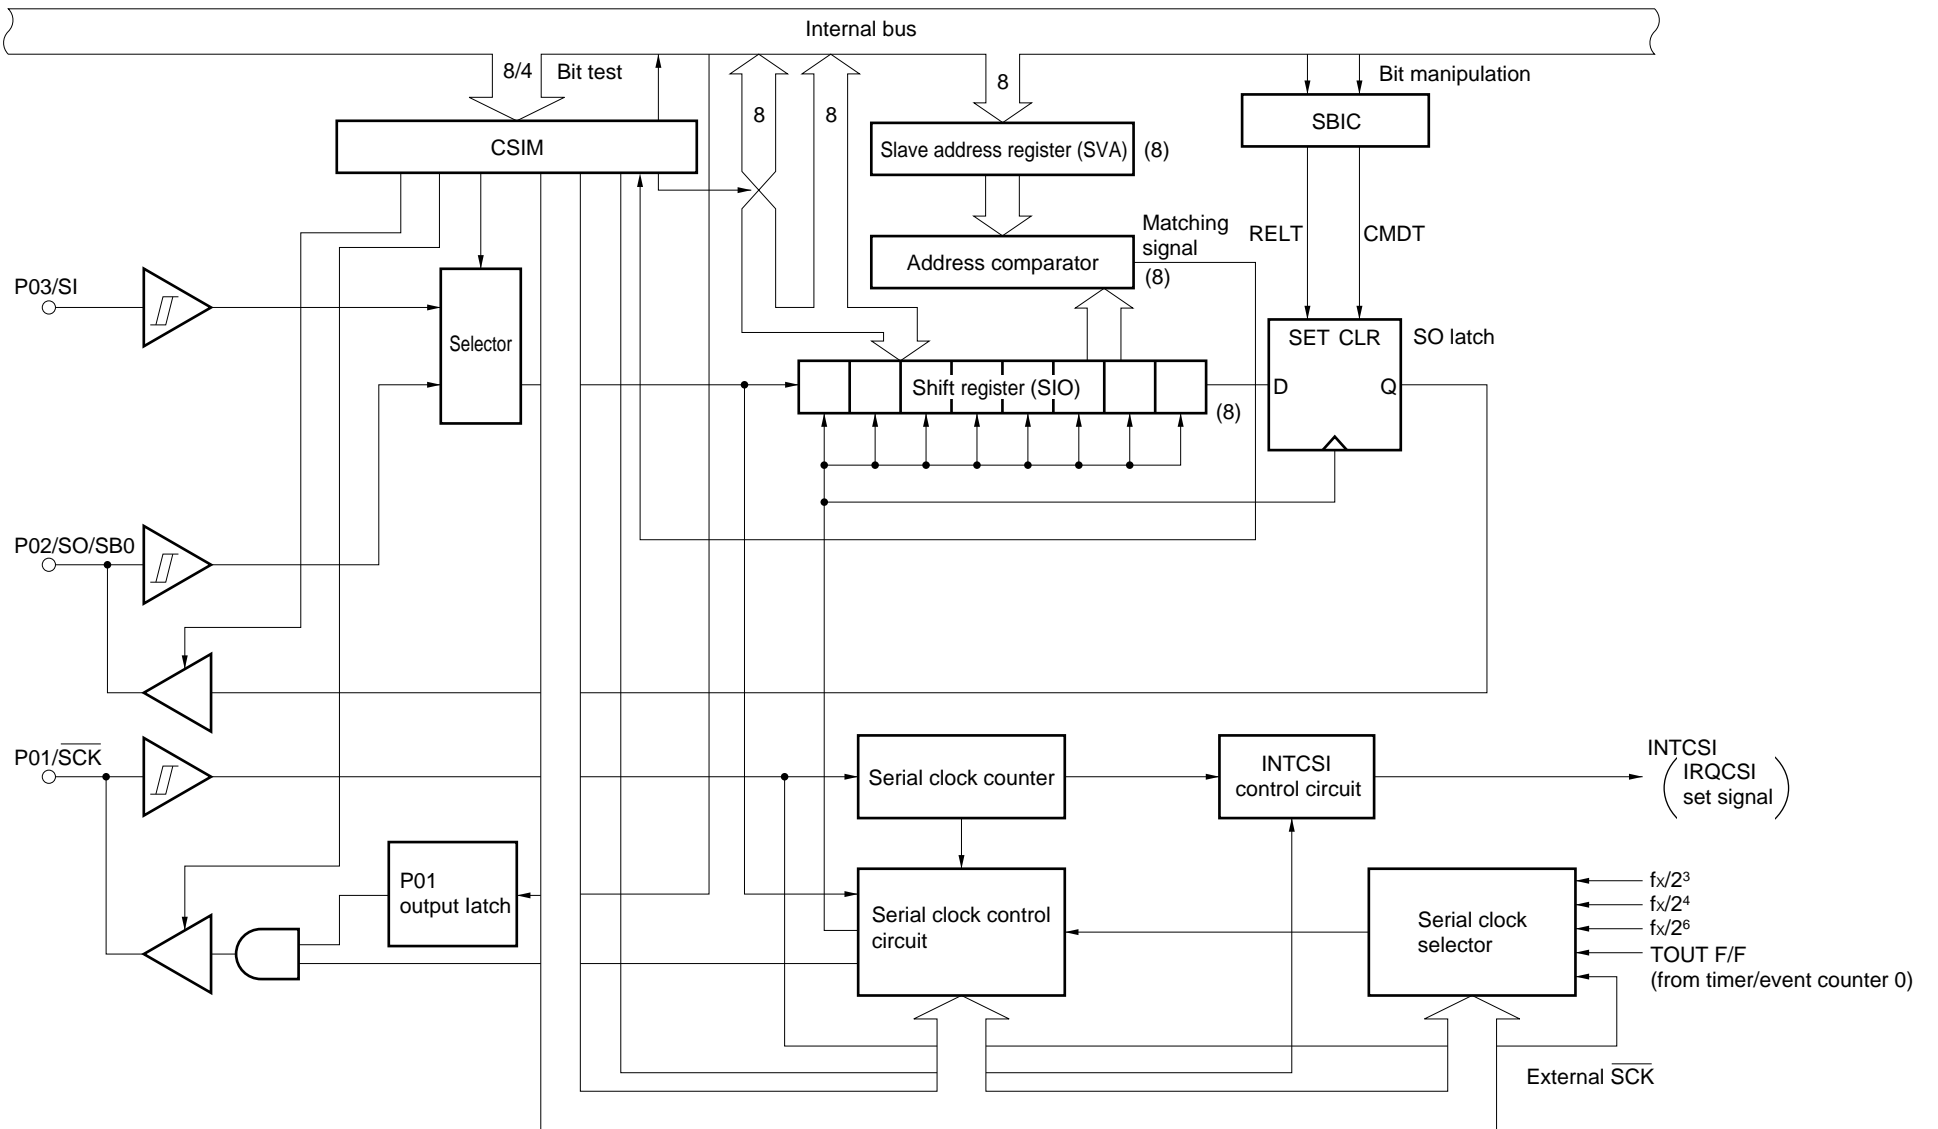 Internal bus
8/4
Bit test
8
8
8
Bit manipulation
CSIM
Slave address register (SVA)
(8)
SBIC
Matching
signal
Address comparator
(8)
RELT
CMDT
P03/SI
Selector
SET CLR
SO latch
Shift register (SIO)
(8)
D
Q
P02/SO/SB0
P01/S̅C̅K̅
Serial clock counter
INTCSI
control circuit
INTCSI
IRQCSI
set signal
P01
output latch
Serial clock control
circuit
Serial clock
selector
fX/2³
fX/2⁴
fX/2⁶
TOUT F/F
(from timer/event counter 0)
External S̅C̅K̅